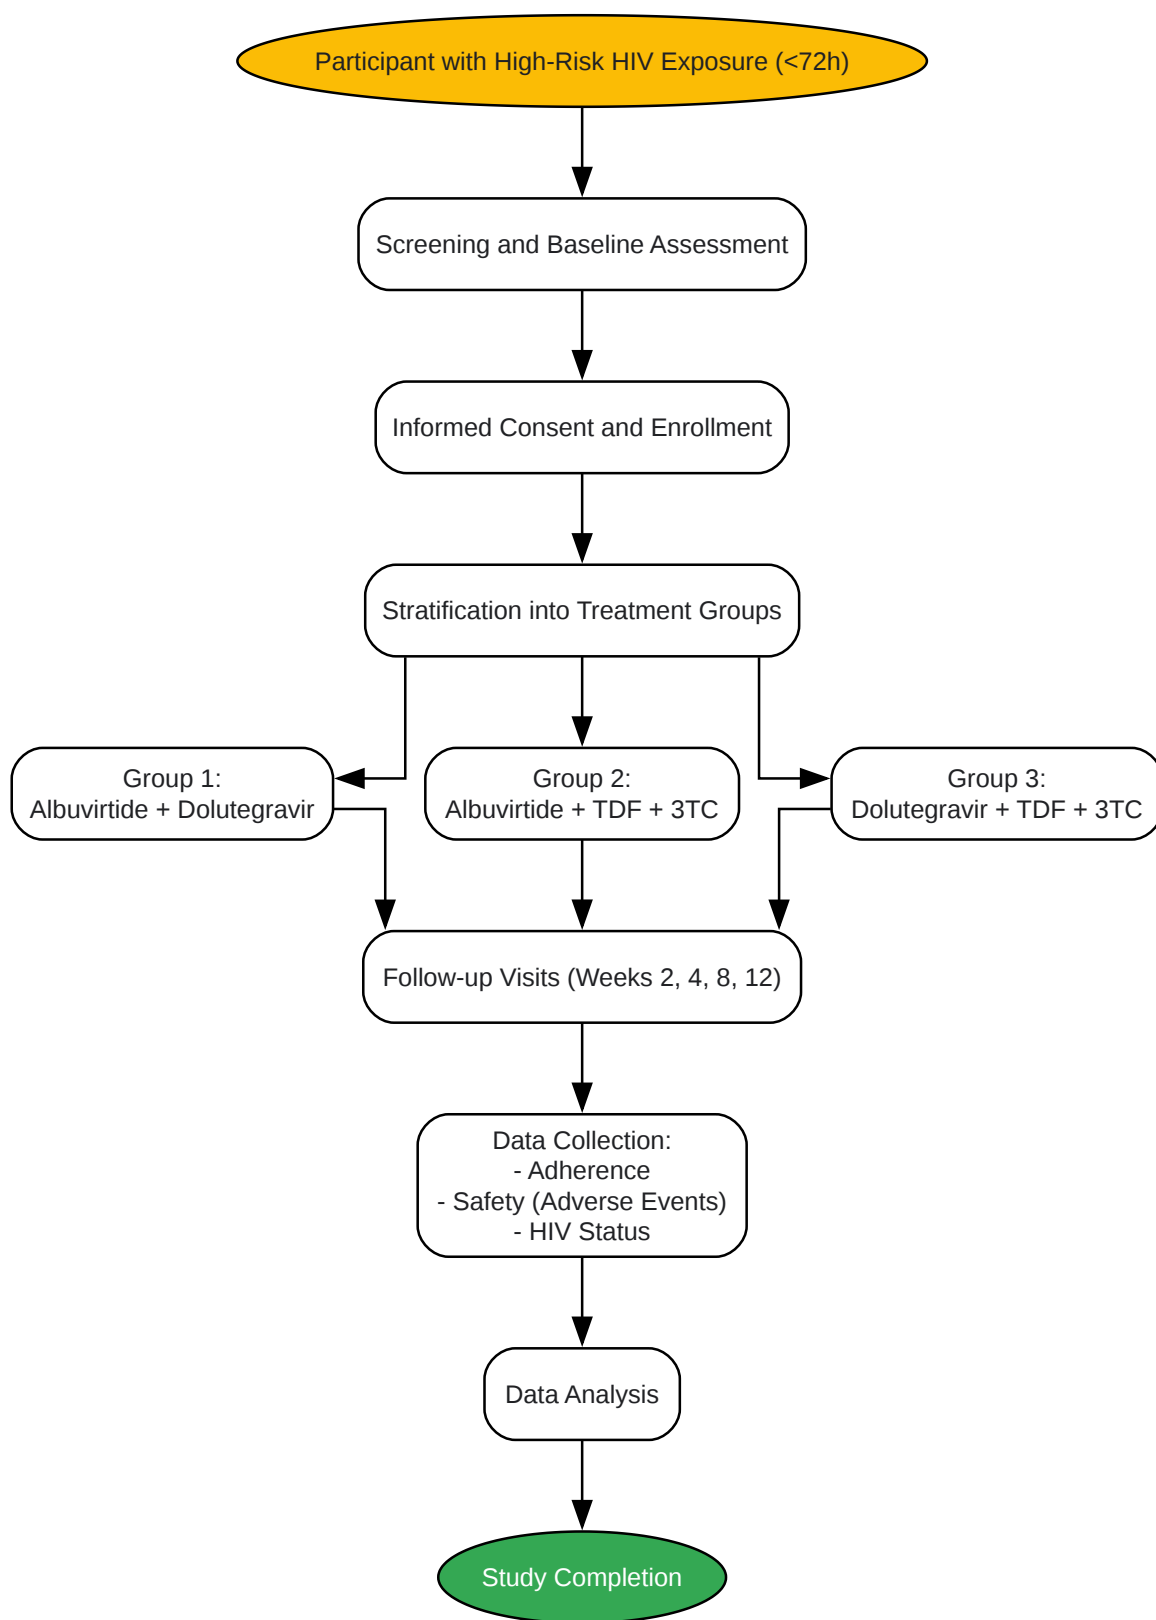 Participant with High-Risk HIV Exposure (<72h)
Screening and Baseline Assessment
Informed Consent and Enrollment
Stratification into Treatment Groups
Group 1:
Albuvirtide + Dolutegravir
Group 2:
Albuvirtide + TDF + 3TC
Group 3:
Dolutegravir + TDF + 3TC
Follow-up Visits (Weeks 2, 4, 8, 12)
Data Collection:
- Adherence
- Safety (Adverse Events)
- HIV Status
Data Analysis
Study Completion